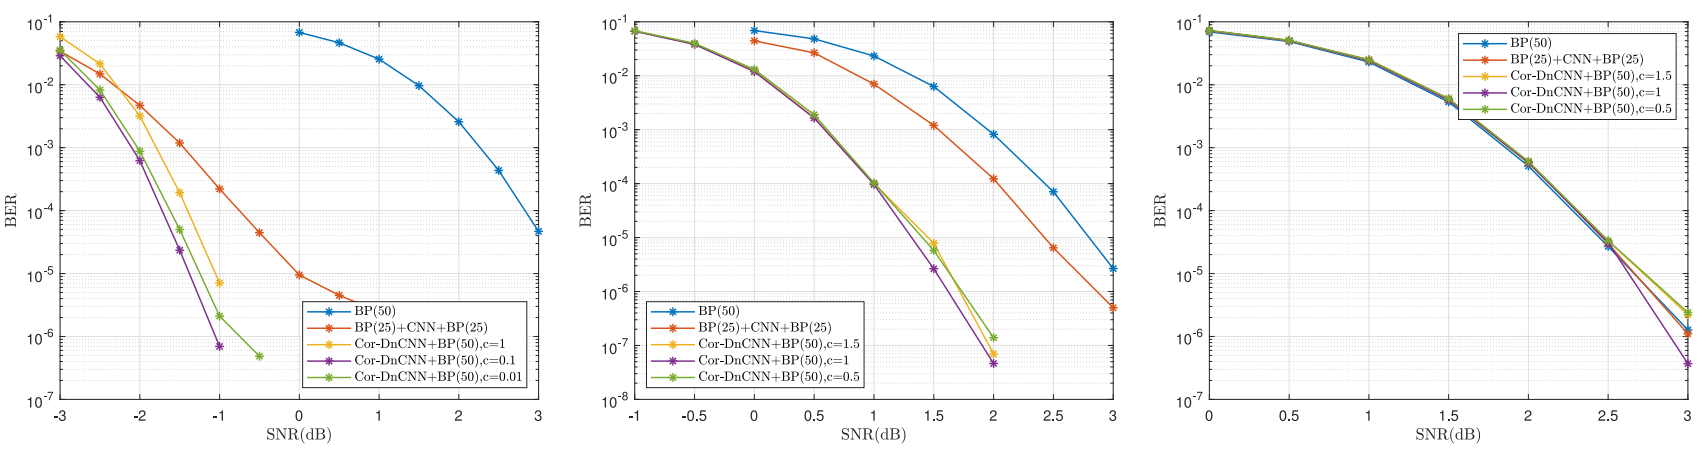 10^-1
10^-2
10^-3
10^-4
10^-5
10^-6
10^-7
BER
-3 -2 -1 0 1 2 3
SNR(dB)
BP(50)
BP(25)+CNN+BP(25)
Cor-DnCNN+BP(50),c=1
Cor-DnCNN+BP(50),c=0.1
Cor-DnCNN+BP(50),c=0.01
10^-1
10^-2
10^-3
10^-4
10^-5
10^-6
10^-7
10^-8
BER
-1 -0.5 0 0.5 1 1.5 2 2.5 3
SNR(dB)
BP(50)
BP(25)+CNN+BP(25)
Cor-DnCNN+BP(50),c=1.5
Cor-DnCNN+BP(50),c=1
Cor-DnCNN+BP(50),c=0.5
10^-1
10^-2
10^-3
10^-4
10^-5
10^-6
10^-7
BER
0 0.5 1 1.5 2 2.5 3
SNR(dB)
BP(50)
BP(25)+CNN+BP(25)
Cor-DnCNN+BP(50),c=1.5
Cor-DnCNN+BP(50),c=1
Cor-DnCNN+BP(50),c=0.5